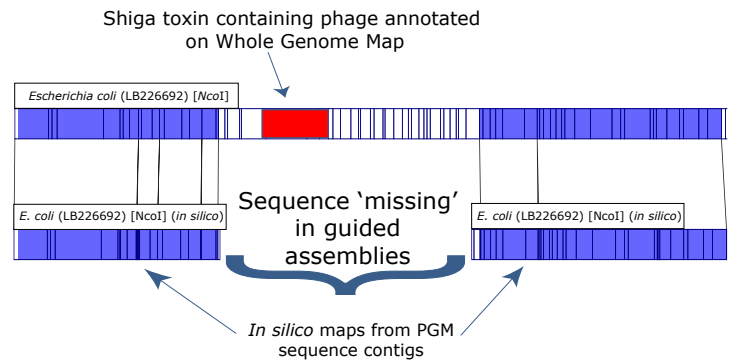 Shiga toxin containing phage annotated
on Whole Genome Map
Escherichia coli (LB226692) [NcoI]
Sequence ‘missing’
in guided
assemblies
E. coli (LB226692) [NcoI] (in silico)
E. coli (LB226692) [NcoI] (in silico)
In silico maps from PGM
sequence contigs